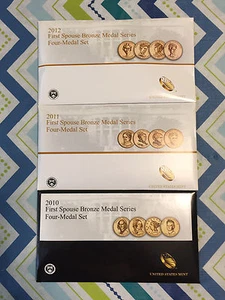 2012
First Spouse Bronze Medal Series
Four-Medal Set
2011
First Spouse Bronze Medal Series
Four-Medal Set
2010
First Spouse Bronze Medal Series
Four-Medal Set
UNITED STATES MINT